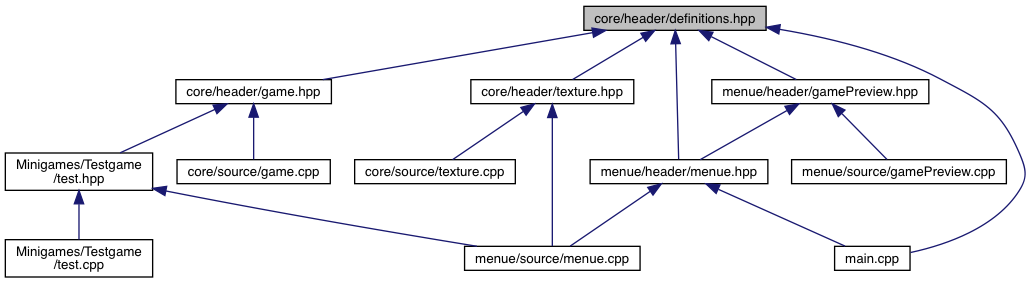 core/header/definitions.hpp
core/header/game.hpp
core/header/texture.hpp
menue/header/gamePreview.hpp
Minigames/Testgame
/test.hpp
core/source/game.cpp
core/source/texture.cpp
menue/header/menue.hpp
menue/source/gamePreview.cpp
Minigames/Testgame
/test.cpp
menue/source/menue.cpp
main.cpp